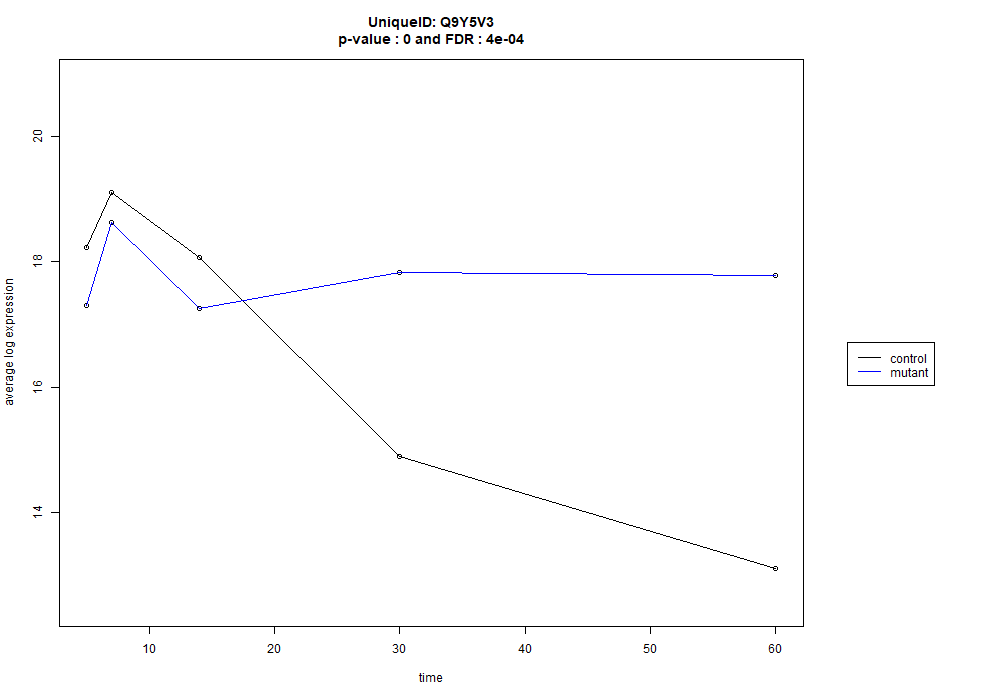 UniqueID: Q9Y5V3
p-value : 0 and FDR : 4e-04
average log expression
20
18
16
14
10
20
30
40
50
60
time
control
mutant